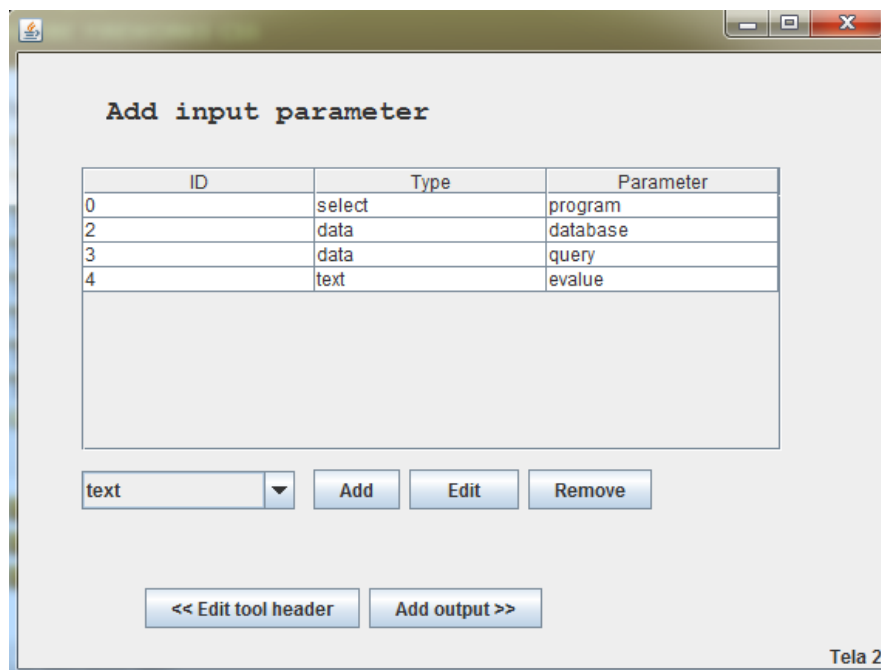 Add input parameter
ID Type Parameter
0 select program
2 data database
3 data query
4 text evalue
text Add Edit Remove
<< Edit tool header Add output >>
Tela 2